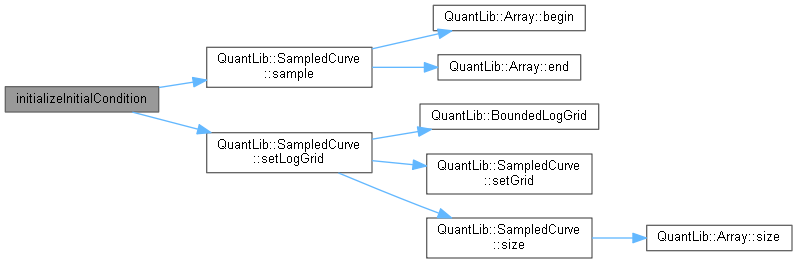 initializeInitialCondition
QuantLib::SampledCurve
::sample
QuantLib::Array::begin
QuantLib::Array::end
QuantLib::SampledCurve
::setLogGrid
QuantLib::BoundedLogGrid
QuantLib::SampledCurve
::setGrid
QuantLib::SampledCurve
::size
QuantLib::Array::size